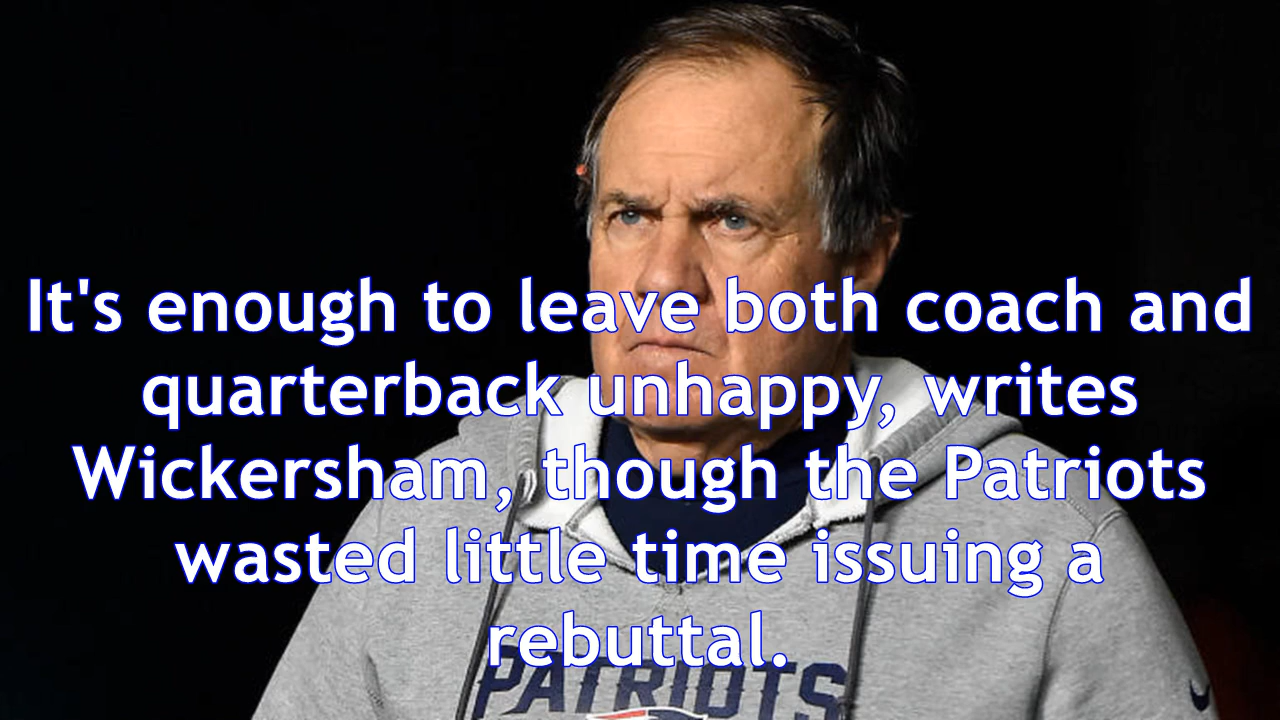 It's enough to leave both coach and
quarterback unhappy, writes
Wickersham, though the Patriots
wasted little time issuing a
rebuttal.
PATRIOTS